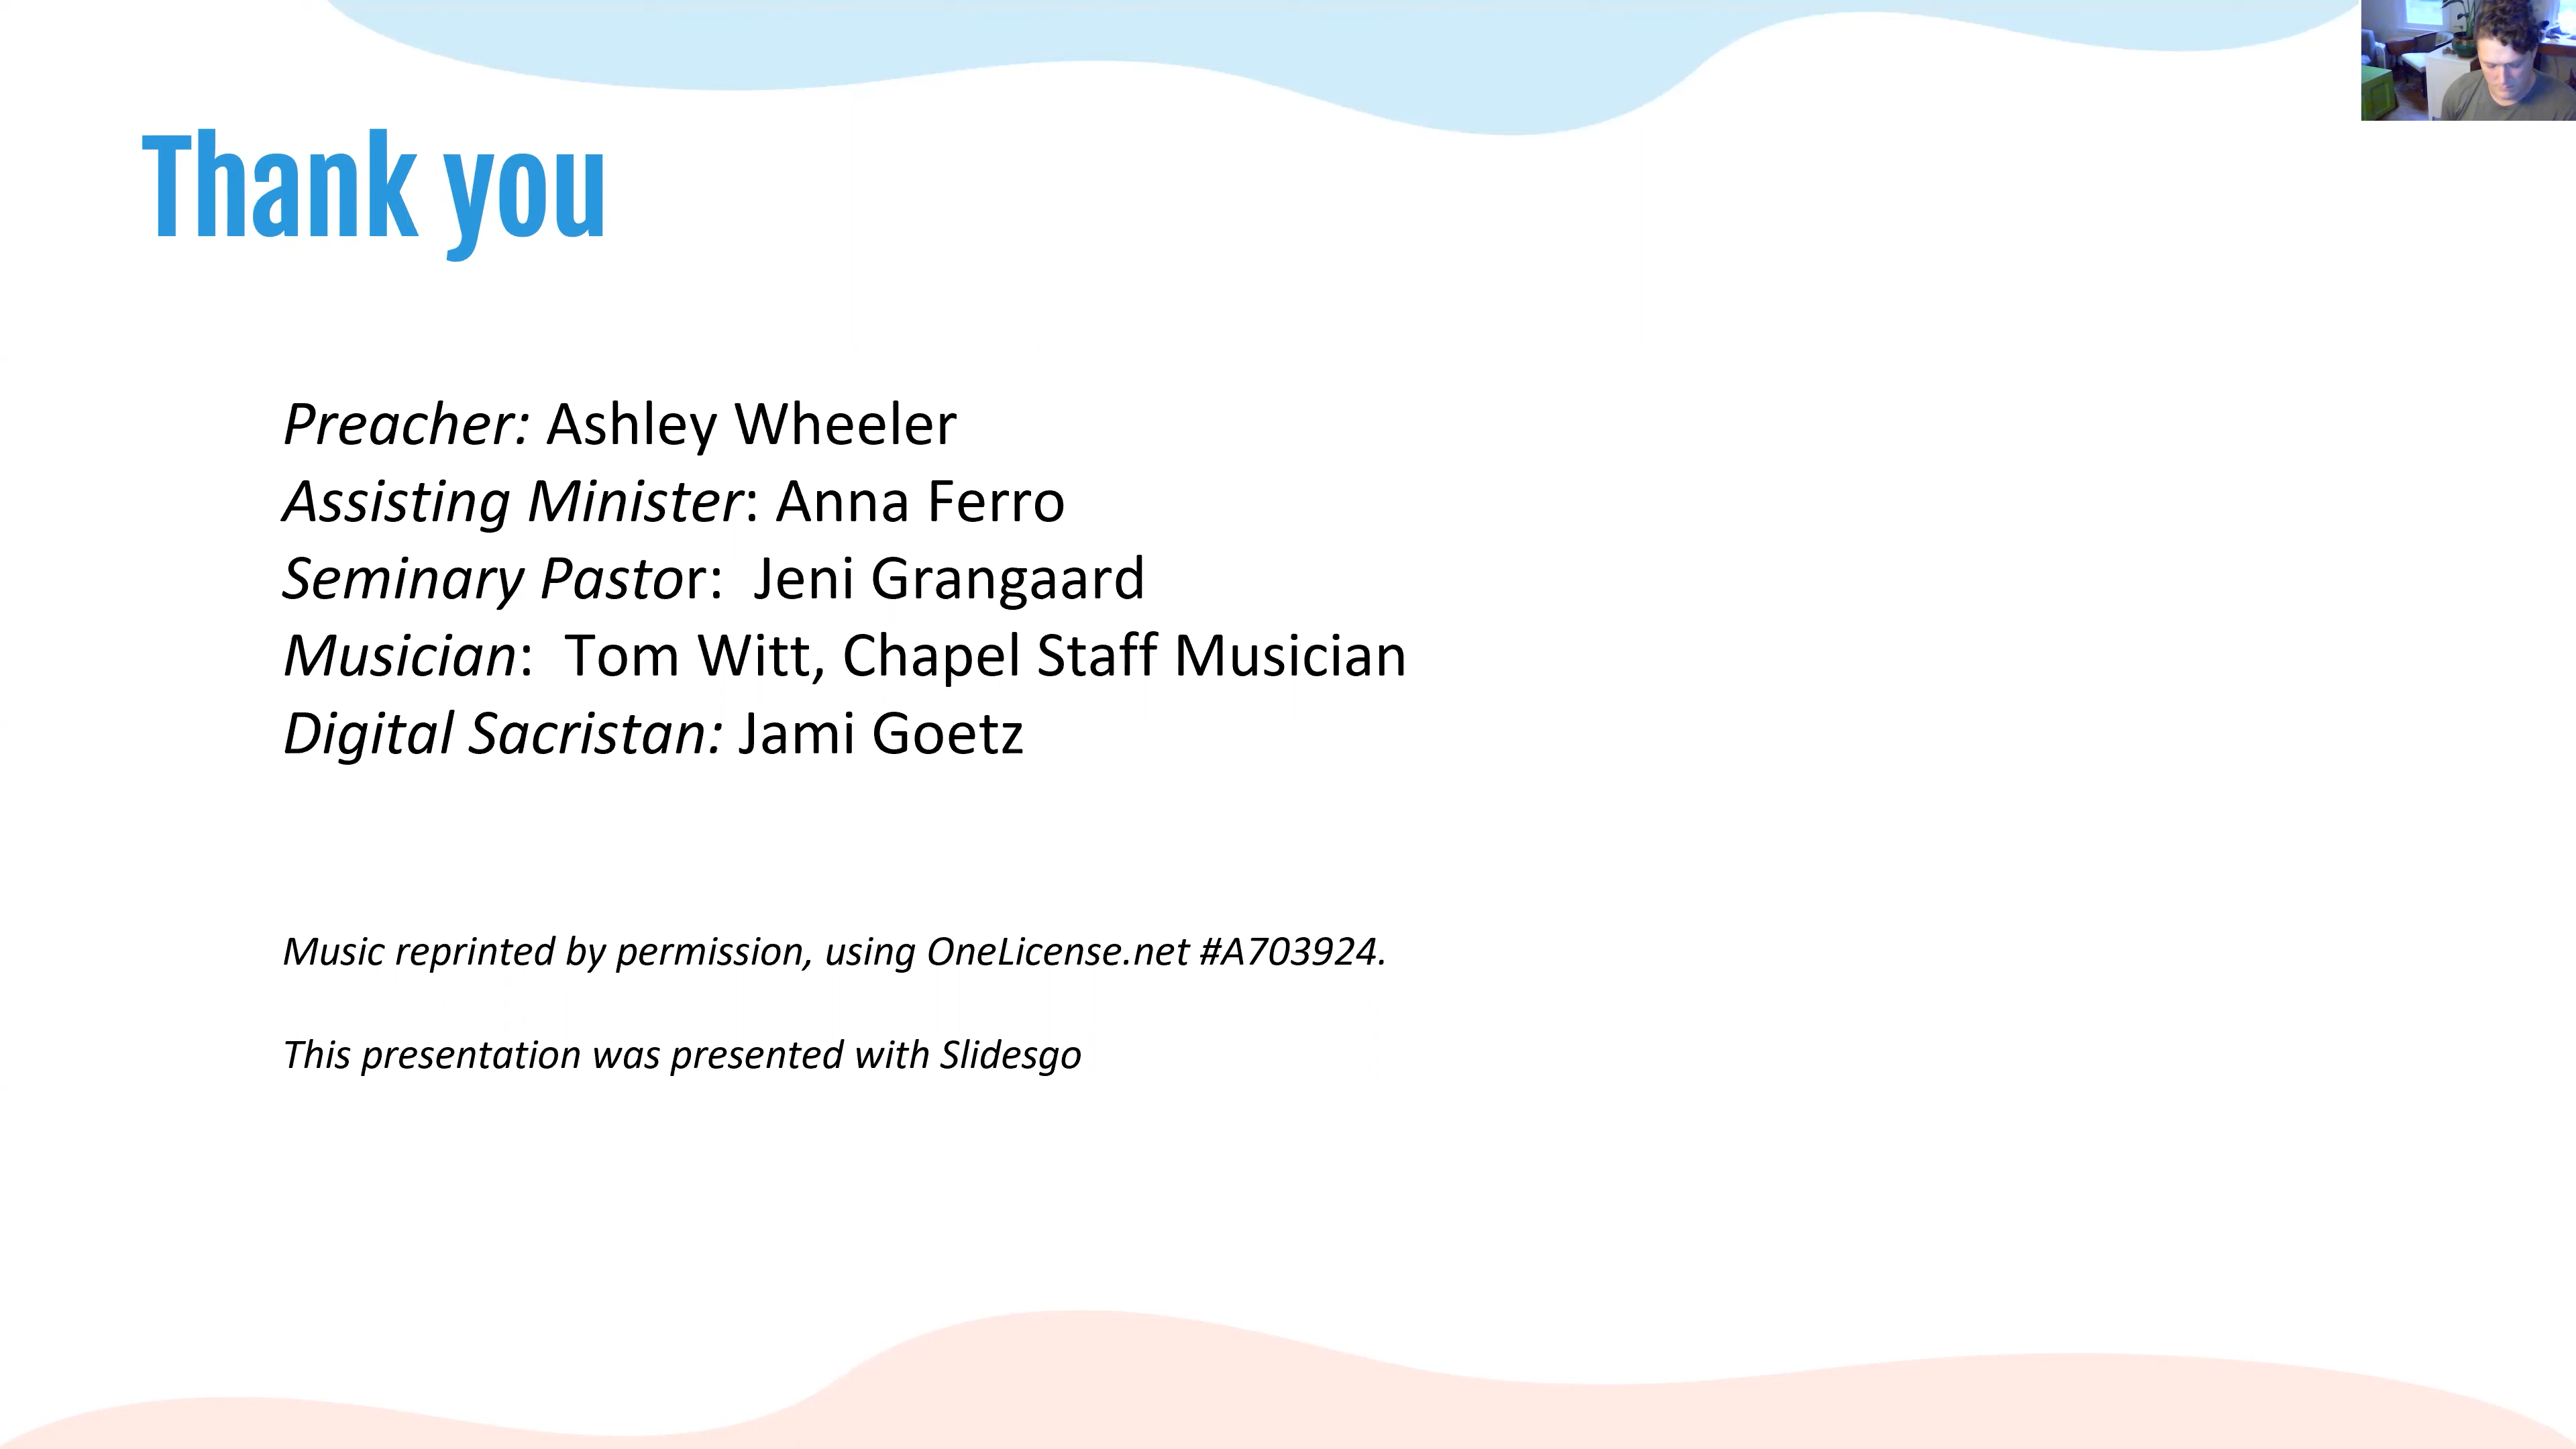 Thank you
Preacher: Ashley Wheeler
Assisting Minister: Anna Ferro
Seminary Pastor:  Jeni Grangaard
Musician:  Tom Witt, Chapel Staff Musician
Digital Sacristan: Jami Goetz
Music reprinted by permission, using OneLicense.net #A703924.
This presentation was presented with Slidesgo